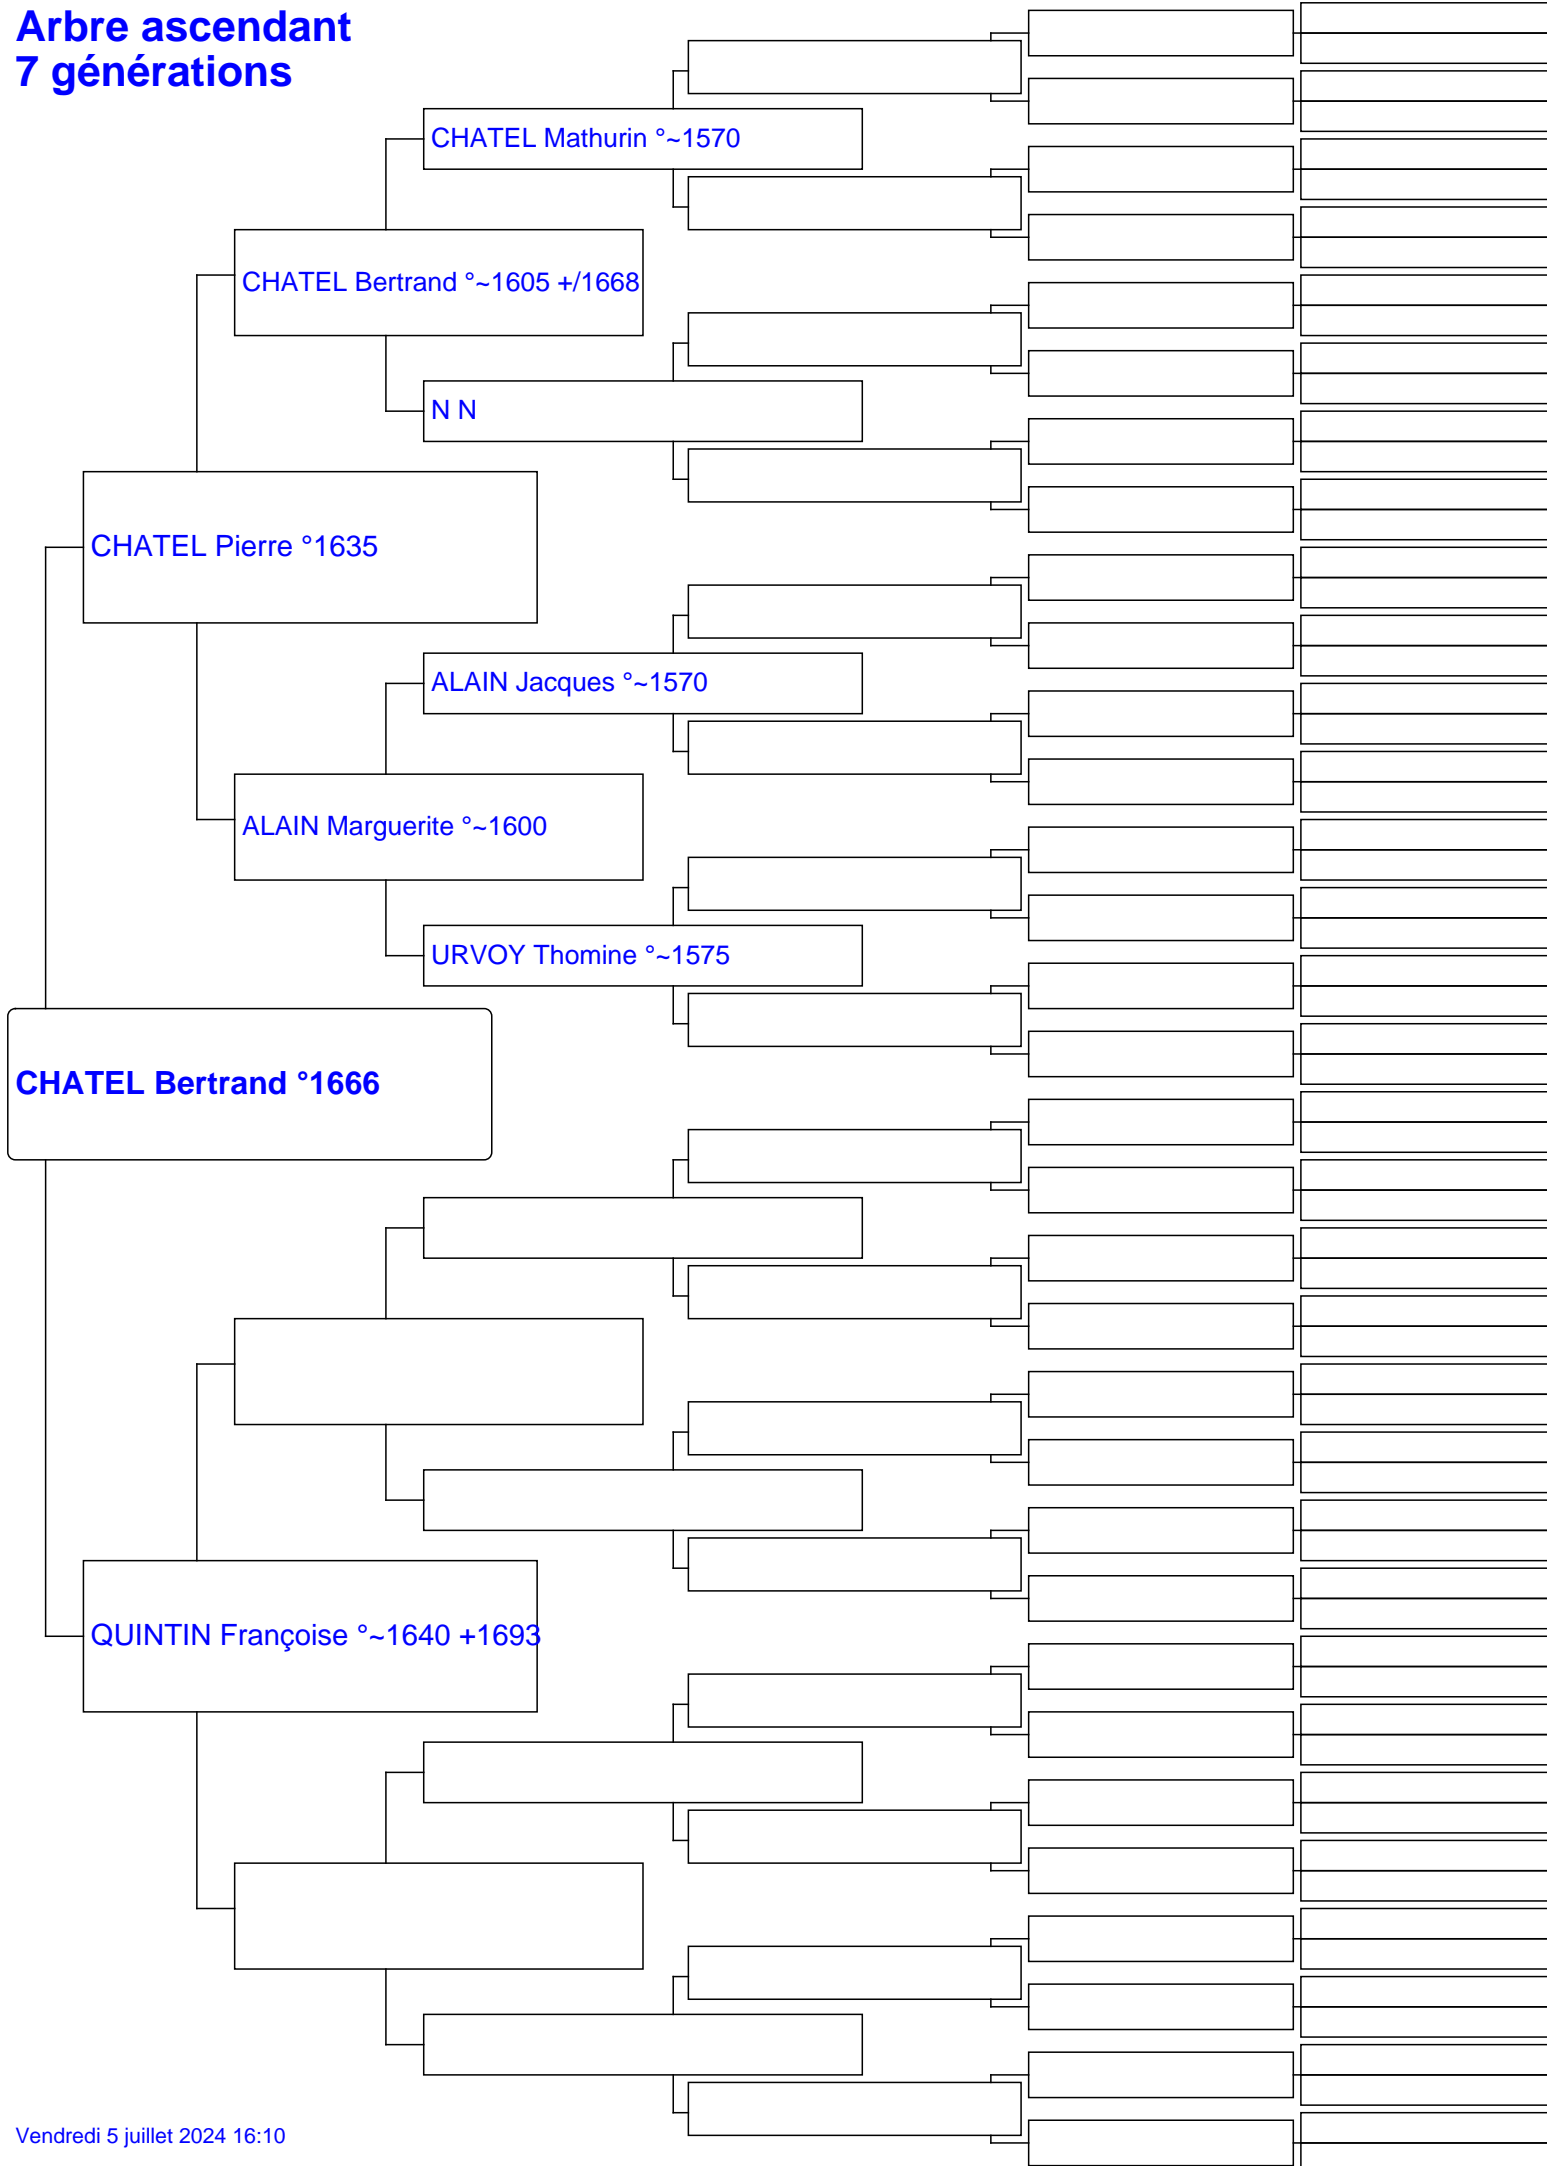 Arbre ascendant
7 générations
CHATEL Mathurin °~1570
CHATEL Bertrand °~1605 +/1668
N N
CHATEL Pierre °1635
ALAIN Jacques °~1570
ALAIN Marguerite °~1600
URVOY Thomine °~1575
CHATEL Bertrand °1666
QUINTIN Françoise °~1640 +1693
Vendredi 5 juillet 2024 16:10